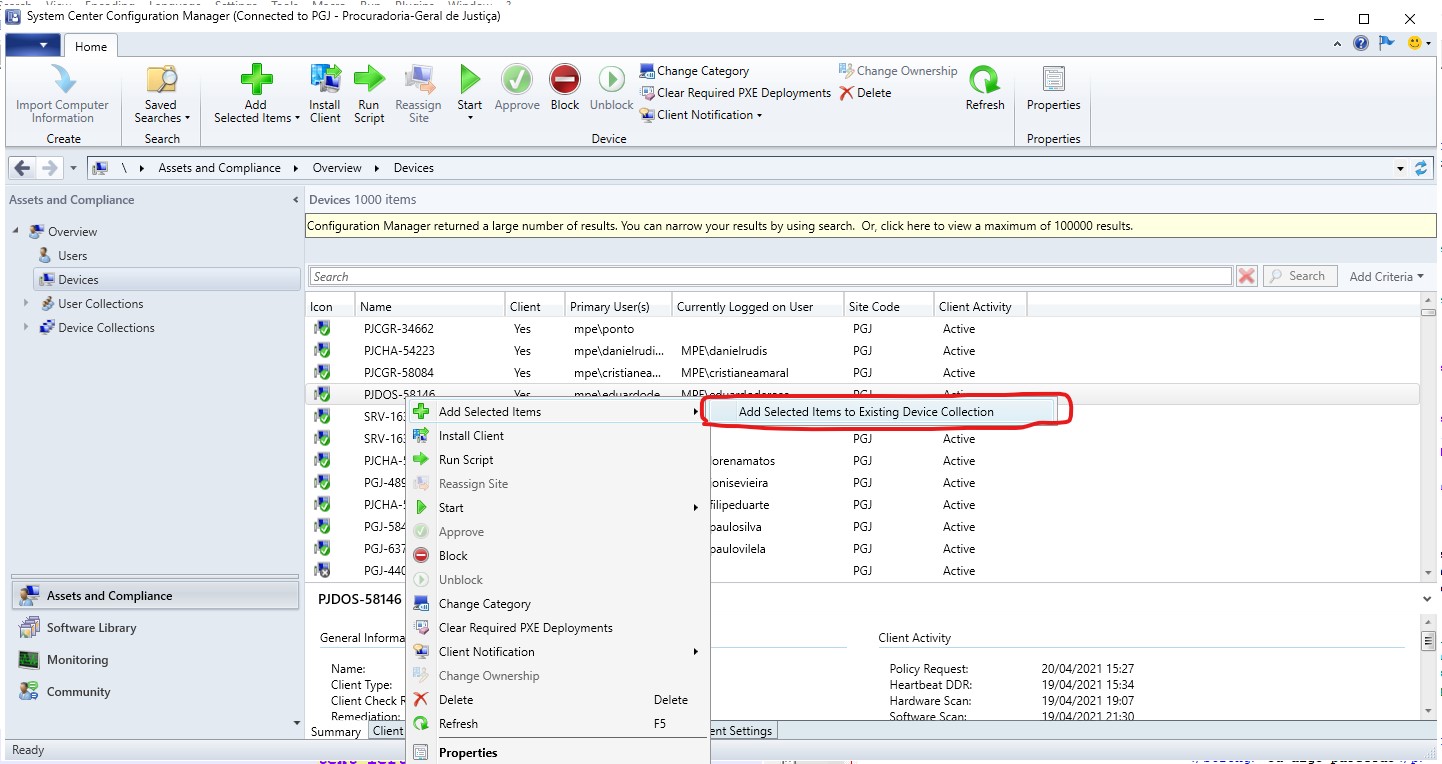 System Center Configuration Manager (Connected to PGJ - Procuradoria-Geral de Justiça)
Home
Import Computer Information
Create
Saved Searches
Search
Add Selected Items
Install Client
Run Script
Reassign Site
Start
Approve
Block
Unblock
Change Category
Clear Required PXE Deployments
Client Notification
Change Ownership
Delete
Refresh
Device
Properties
Properties
\ Assets and Compliance Overview Devices
Assets and Compliance
Overview
Users
Devices
User Collections
Device Collections
Assets and Compliance
Software Library
Monitoring
Community
Devices 1000 items
Configuration Manager returned a large number of results. You can narrow your results by using search. Or, click here to view a maximum of 100000 results.
Search
Search
Add Criteria
Icon Name Client Primary User(s) Currently Logged on User Site Code Client Activity
PJCGR-34662 Yes mpe\ponto PGJ Active
PJCHA-54223 Yes mpe\danielrudi... MPE\danielrudis PGJ Active
PJCGR-58084 Yes mpe\cristianea... MPE\cristianeamaral PGJ Active
PJDOS-58146 Yes mpe\eduardode PGJ Active
SRV-163
SRV-163 PGJ Active
PJCHA-5 lorenamatos PGJ Active
PGJ-489 ionisevieira PGJ Active
PJCHA-5 filipeduarte PGJ Active
PGJ-584 paulosilva PGJ Active
PGJ-637 paulovilela PGJ Active
PGJ-440 PGJ Active
Add Selected Items
Add Selected Items to Existing Device Collection
Install Client
Run Script
Reassign Site
Start
Approve
Block
Unblock
Change Category
Clear Required PXE Deployments
Client Notification
Change Ownership
Delete Delete
Refresh F5
Properties
PJDOS-58146
General Informa
Name:
Client Type:
Client Check R
Remediation:
Client Activity
Policy Request: 20/04/2021 15:27
Heartbeat DDR: 19/04/2021 15:34
Hardware Scan: 19/04/2021 19:07
Software Scan: 19/04/2021 21:30
Summary Client ent Settings
Ready